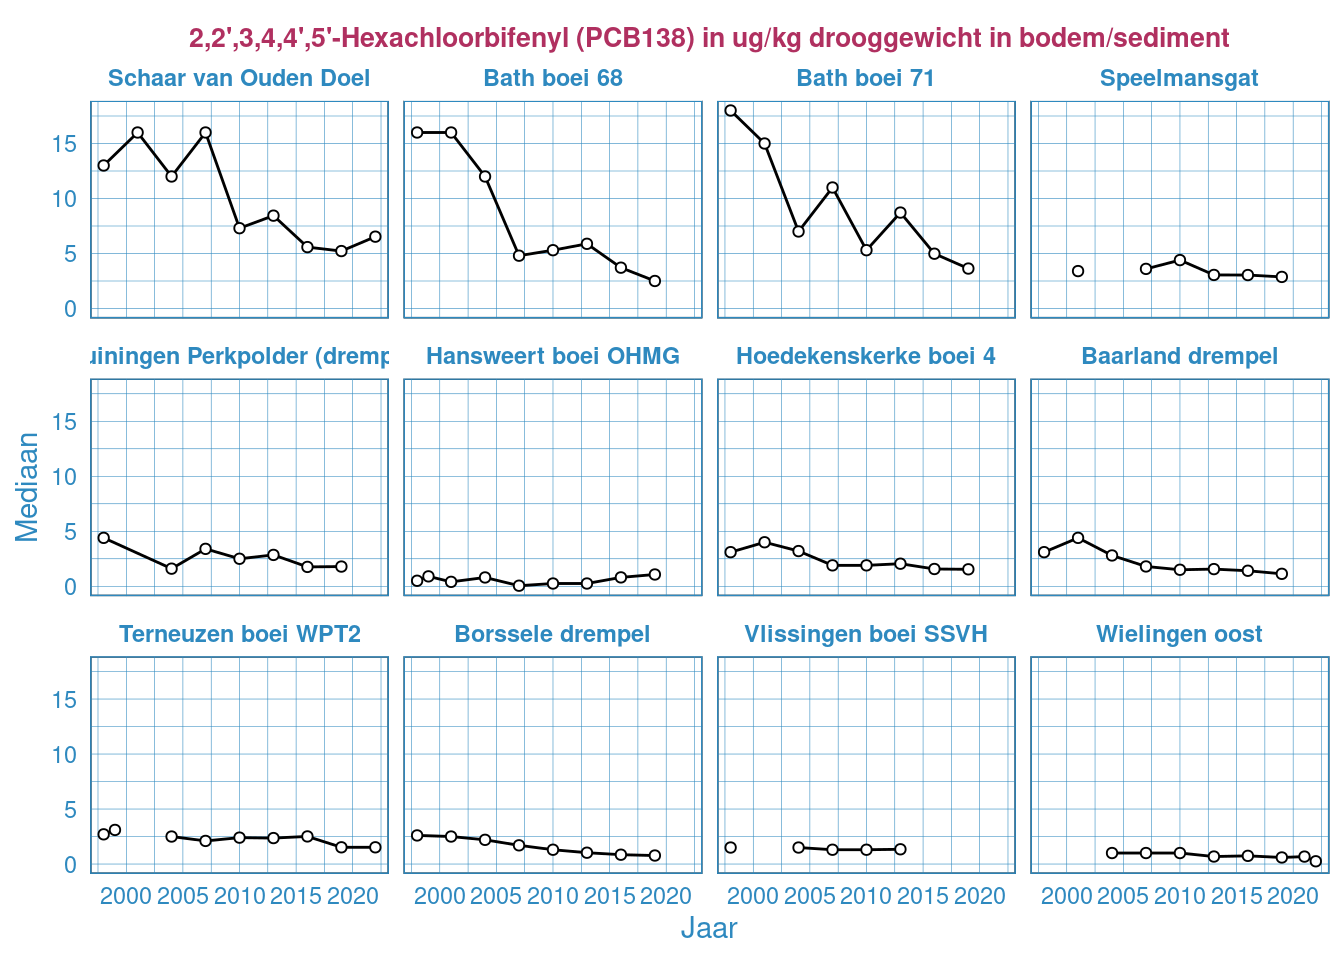 2,2',3,4,4',5'-Hexachloorbifenyl (PCB138) in ug/kg drooggewicht in bodem/sediment
Schaar van Ouden Doel Bath boei 68 Bath boei 71 Speelmansgat
15
10
5
0
uiningen Perkpolder (dremp Hansweert boei OHMG Hoedekenskerke boei 4 Baarland drempel
15
10
5
0
Mediaan
Terneuzen boei WPT2 Borssele drempel Vlissingen boei SSVH Wielingen oost
15
10
5
0
2000 2005 2010 2015 2020 2000 2005 2010 2015 2020 2000 2005 2010 2015 2020 2000 2005 2010 2015 2020
Jaar